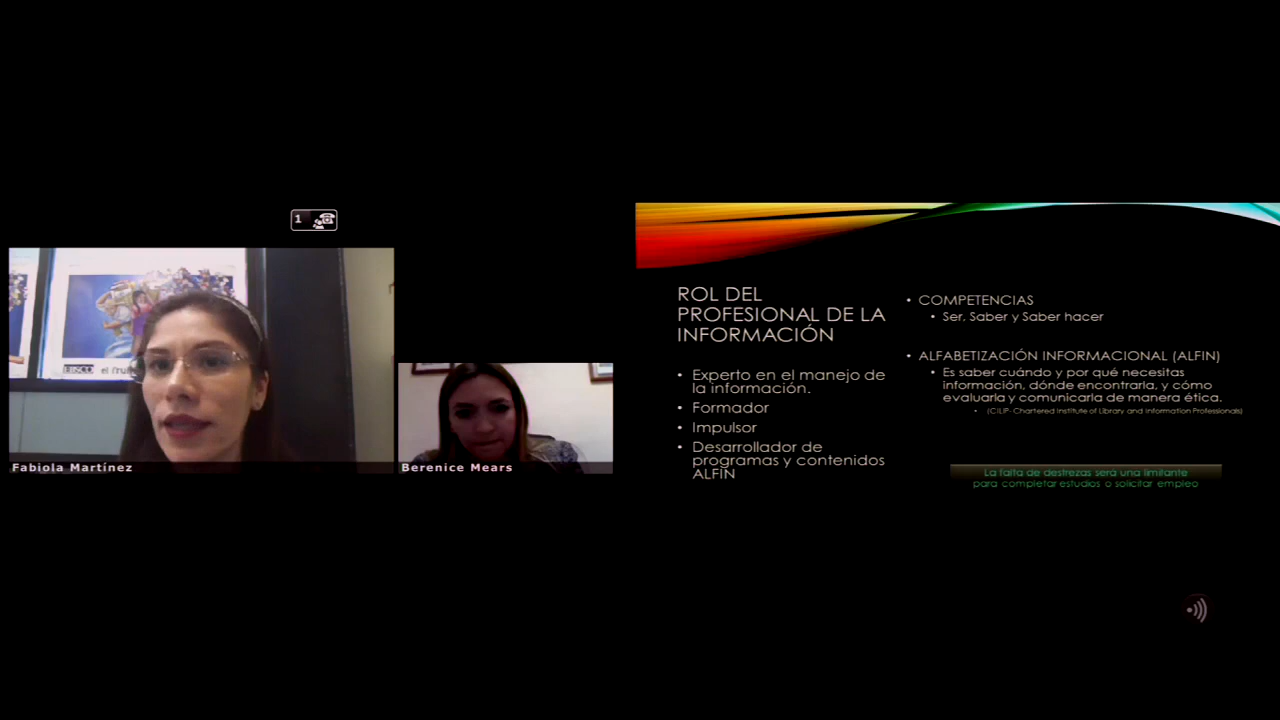 1
Fabiola Martínez
Berenice Mears
ROL DEL
PROFESIONAL DE LA
INFORMACIÓN
• Experto en el manejo de
la información.
• Formador
• Impulsor
• Desarrollador de
programas y contenidos
ALFIN
• COMPETENCIAS
• Ser, Saber y Saber hacer
• ALFABETIZACIÓN INFORMACIONAL (ALFIN)
• Es saber cuándo y por qué necesitas
información, dónde encontrarla, y cómo
evaluarla y comunicarla de manera ética.
• (CILIP- Chartered Institute of Library and Information Professionals)
La falta de destrezas será una limitante
para completar estudios o solicitar empleo